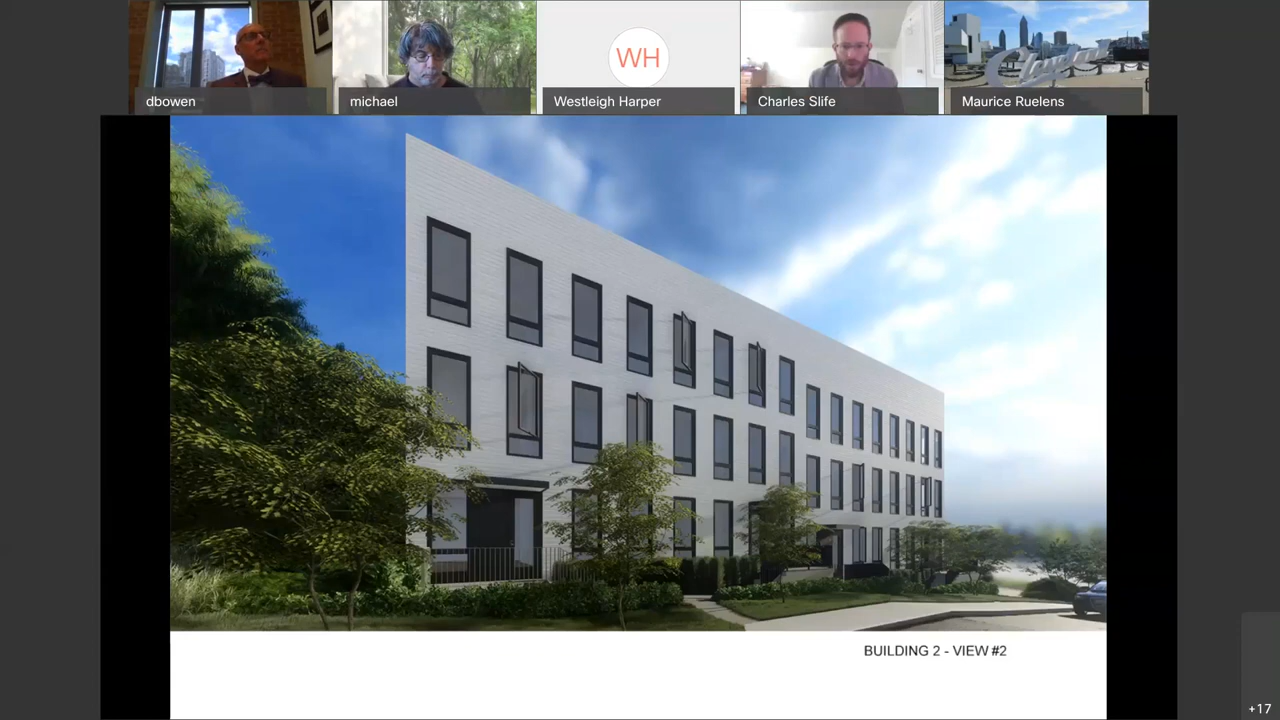 WH
dbowen
michael
Westleigh Harper
Charles Slife
Maurice Ruelens
BUILDING 2 - VIEW #2
+17